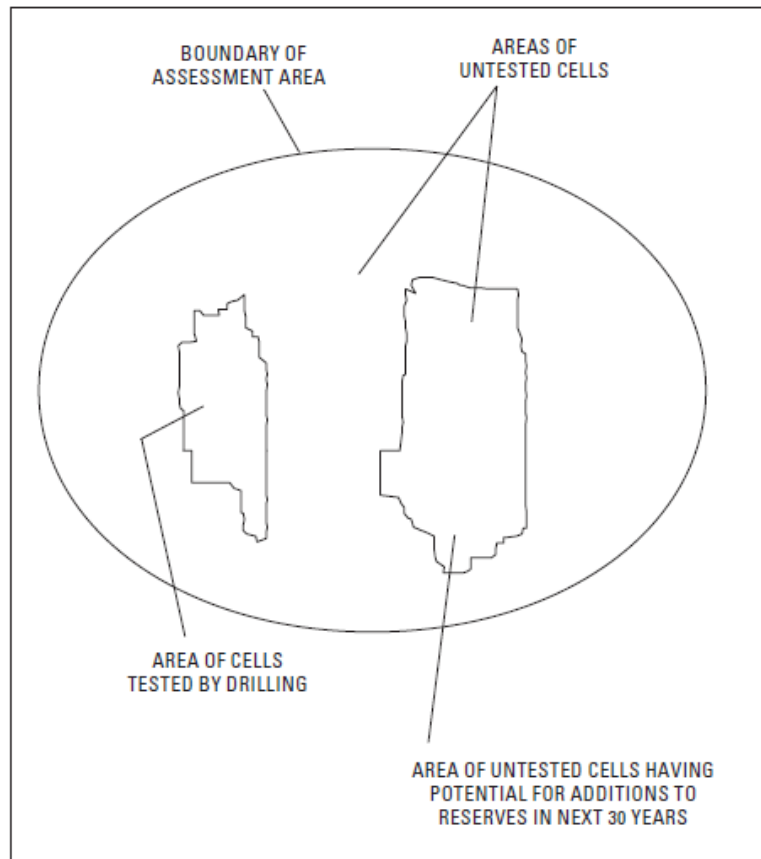 BOUNDARY OF
ASSESSMENT AREA
AREAS OF
UNTESTED CELLS
AREA OF CELLS
TESTED BY DRILLING
AREA OF UNTESTED CELLS HAVING
POTENTIAL FOR ADDITIONS TO
RESERVES IN NEXT 30 YEARS